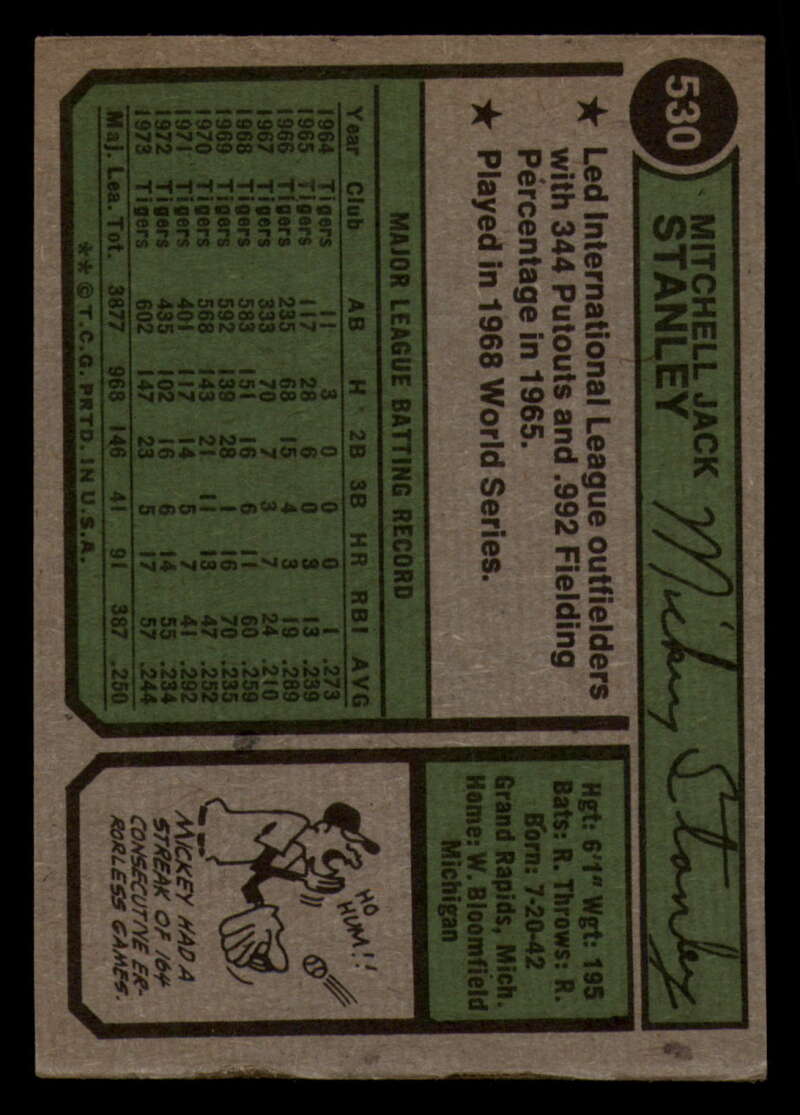 530
MITCHELL JACK
STANLEY
Mickey Stanley
★ Led International League outfielders
with 344 Putouts and .992 Fielding
Percentage in 1965.
★ Played in 1968 World Series.
MAJOR LEAGUE BATTING RECORD
Year Club AB H 2B 3B HR RBI AVG
1964 Tigers 11 3 0 0 0 1 .273
1965 Tigers 117 28 6 0 3 13 .239
1966 Tigers 235 68 15 4 3 19 .289
1967 Tigers 333 70 7 3 7 24 .210
1968 Tigers 583 151 16 6 11 60 .259
1969 Tigers 592 139 28 1 16 70 .235
1970 Tigers 568 143 21 11 13 47 .252
1971 Tigers 401 117 14 5 7 41 .292
1972 Tigers 435 102 16 6 14 55 .234
1973 Tigers 602 147 23 5 17 57 .244
Maj. Lea. Tot. 3877 968 146 41 91 387 .250
**© T.C.G. PRTD. IN U.S.A.
Hgt: 6'1" Wgt: 195
Bats: R. Throws: R.
Born: 7-20-42
Grand Rapids, Mich.
Home: W. Bloomfield
Michigan
HO
HUM!!
MICKEY HAD A
STREAK OF 164
CONSECUTIVE ER-
RORLESS GAMES.